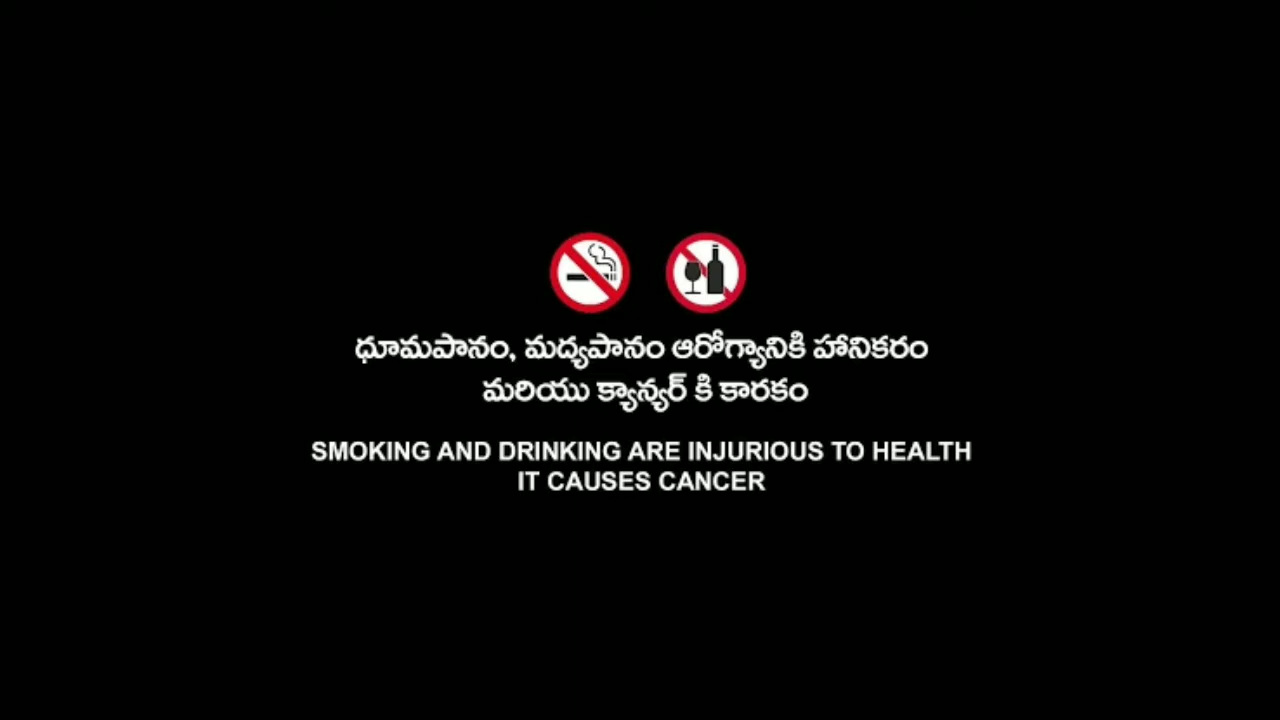 ధూమపానం, మద్యపానం ఆరోగ్యానికి హానికరం
మరియు క్యాన్సర్ కి కారకం
SMOKING AND DRINKING ARE INJURIOUS TO HEALTH
IT CAUSES CANCER